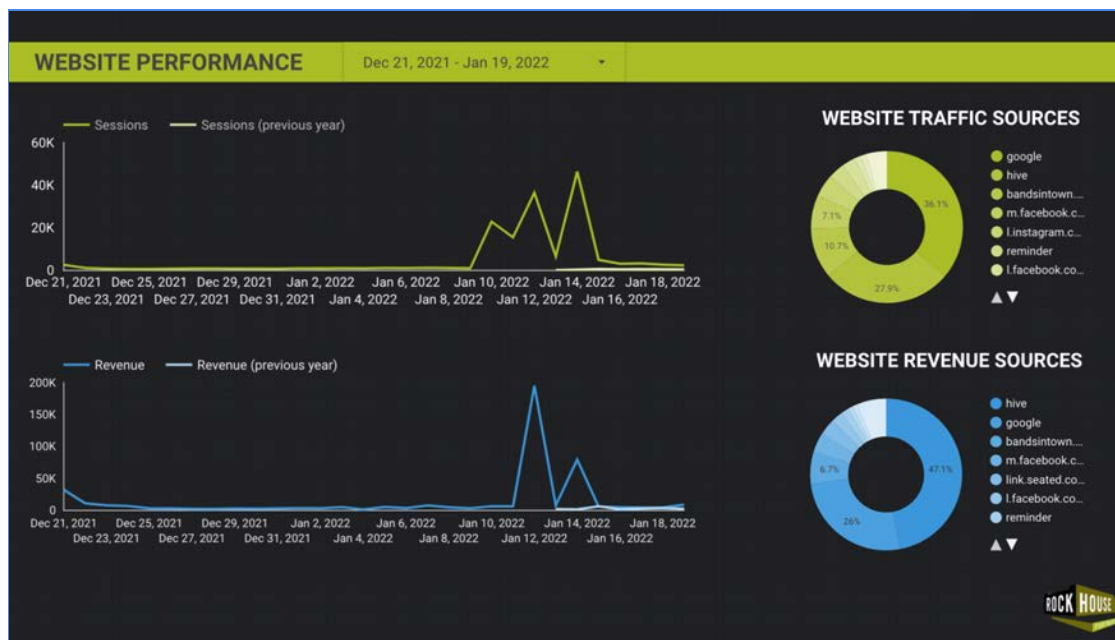 WEBSITE PERFORMANCE
Dec 21, 2021 - Jan 19, 2022
Sessions
Sessions (previous year)
60K
40K
20K
0
Dec 21, 2021 Dec 25, 2021 Dec 29, 2021 Jan 2, 2022 Jan 6, 2022 Jan 10, 2022 Jan 14, 2022 Jan 18, 2022
Dec 23, 2021 Dec 27, 2021 Dec 31, 2021 Jan 4, 2022 Jan 8, 2022 Jan 12, 2022 Jan 16, 2022
WEBSITE TRAFFIC SOURCES
36.1%
27.9%
10.7%
7.1%
google
hive
bandsintown....
m.facebook.c...
l.instagram.c...
reminder
l.facebook.co...
Revenue
Revenue (previous year)
200K
150K
100K
50K
0
Dec 21, 2021 Dec 25, 2021 Dec 29, 2021 Jan 2, 2022 Jan 6, 2022 Jan 10, 2022 Jan 14, 2022 Jan 18, 2022
Dec 23, 2021 Dec 27, 2021 Dec 31, 2021 Jan 4, 2022 Jan 8, 2022 Jan 12, 2022 Jan 16, 2022
WEBSITE REVENUE SOURCES
47.1%
26%
6.7%
hive
google
bandsintown....
m.facebook.c...
link.seated.co...
l.facebook.co...
reminder
ROCK HOUSE